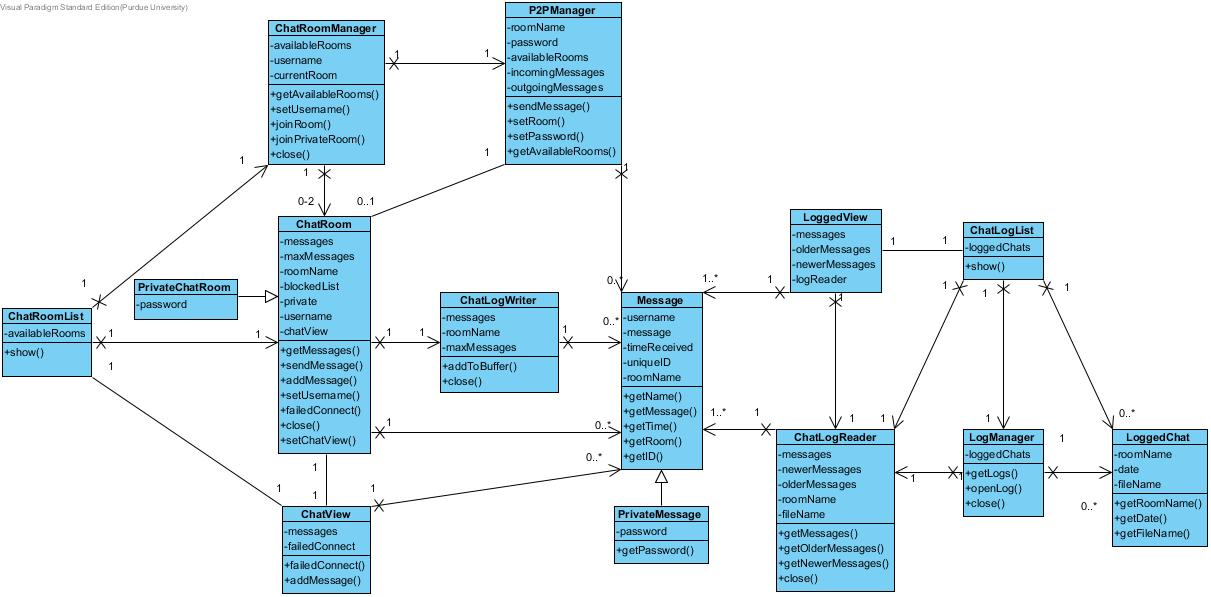 Visual Paradigm Standard Edition(Purdue University)
P2PManager
-roomName
-password
-availableRooms
-incomingMessages
-outgoingMessages
+sendMessage()
+setRoom()
+setPassword()
+getAvailableRooms()
ChatRoomManager
-availableRooms
-username
-currentRoom
+getAvailableRooms()
+setUsername()
+joinRoom()
+joinPrivateRoom()
+close()
1
1
1
1
1
0-2
0..1
1
1
0..*
ChatRoom
-messages
-maxMessages
-roomName
-blockedList
-private
-username
-chatView
+getMessages()
+sendMessage()
+addMessage()
+setUsername()
+failedConnect()
+close()
+setChatView()
PrivateChatRoom
-password
ChatRoomList
-availableRooms
+show()
1
1
1
1
1
ChatLogWriter
-messages
-roomName
-maxMessages
+addToBuffer()
+close()
1
0..*
Message
-username
-message
-timeReceived
-uniqueID
-roomName
+getName()
+getMessage()
+getTime()
+getRoom()
+getID()
1
0..*
0..*
1
1
1
1
ChatView
-messages
-failedConnect
+failedConnect()
+addMessage()
PrivateMessage
-password
+getPassword()
LoggedView
-messages
-olderMessages
-newerMessages
-logReader
1..*
1
1
1
1
ChatLogList
-loggedChats
+show()
1
1
1
1..*
1
1
1
1
0..*
ChatLogReader
-messages
-newerMessages
-olderMessages
-roomName
-fileName
+getMessages()
+getOlderMessages()
+getNewerMessages()
+close()
1
1
LogManager
-loggedChats
+getLogs()
+openLog()
+close()
1
0..*
LoggedChat
-roomName
-date
-fileName
+getRoomName()
+getDate()
+getFileName()